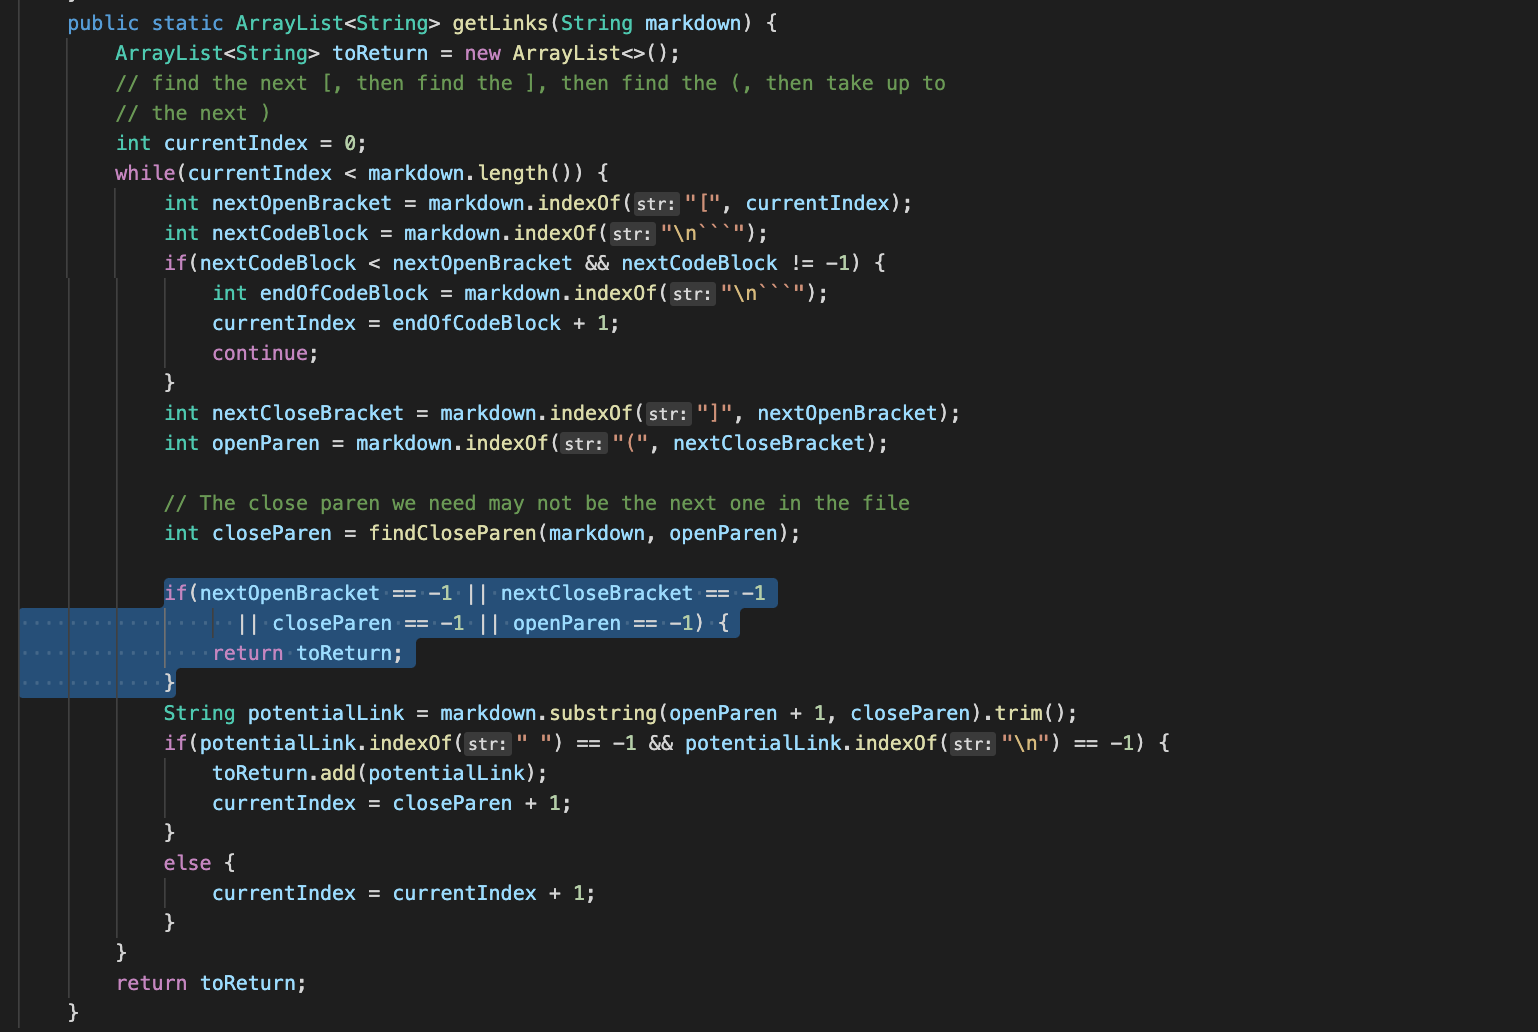 public static ArrayList<String> getLinks(String markdown) {
ArrayList<String> toReturn = new ArrayList<>();
// find the next [, then find the ], then find the (, then take up to
// the next )
int currentIndex = 0;
while(currentIndex < markdown.length()) {
int nextOpenBracket = markdown.indexOf(str: "[", currentIndex);
int nextCodeBlock = markdown.indexOf(str: "\n```");
if(nextCodeBlock < nextOpenBracket && nextCodeBlock != -1) {
int endOfCodeBlock = markdown.indexOf(str: "\n```");
currentIndex = endOfCodeBlock + 1;
continue;
}
int nextCloseBracket = markdown.indexOf(str: "]", nextOpenBracket);
int openParen = markdown.indexOf(str: "(", nextCloseBracket);
// The close paren we need may not be the next one in the file
int closeParen = findCloseParen(markdown, openParen);
if(nextOpenBracket == -1 || nextCloseBracket == -1
|| closeParen == -1 || openParen == -1) {
return toReturn;
}
String potentialLink = markdown.substring(openParen + 1, closeParen).trim();
if(potentialLink.indexOf(str: " ") == -1 && potentialLink.indexOf(str: "\n") == -1) {
toReturn.add(potentialLink);
currentIndex = closeParen + 1;
}
else {
currentIndex = currentIndex + 1;
}
}
return toReturn;
}